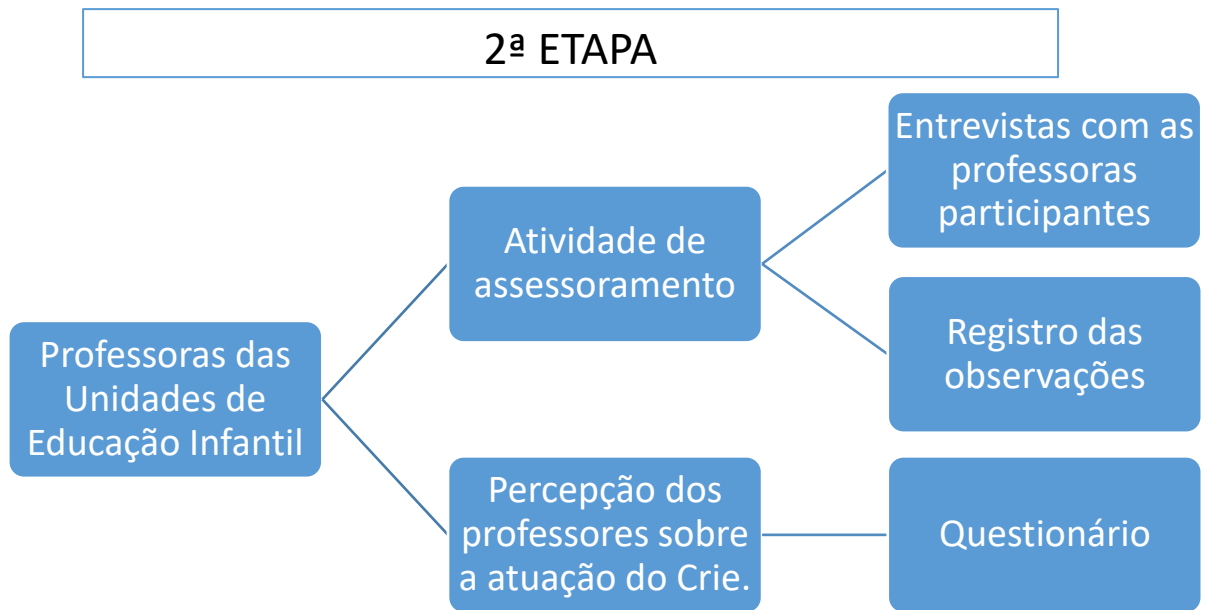 2ª ETAPA
Professoras das
Unidades de
Educação Infantil
Atividade de
assessoramento
Entrevistas com as
professoras
participantes
Registro das
observações
Percepção dos
professores sobre
a atuação do Crie.
Questionário